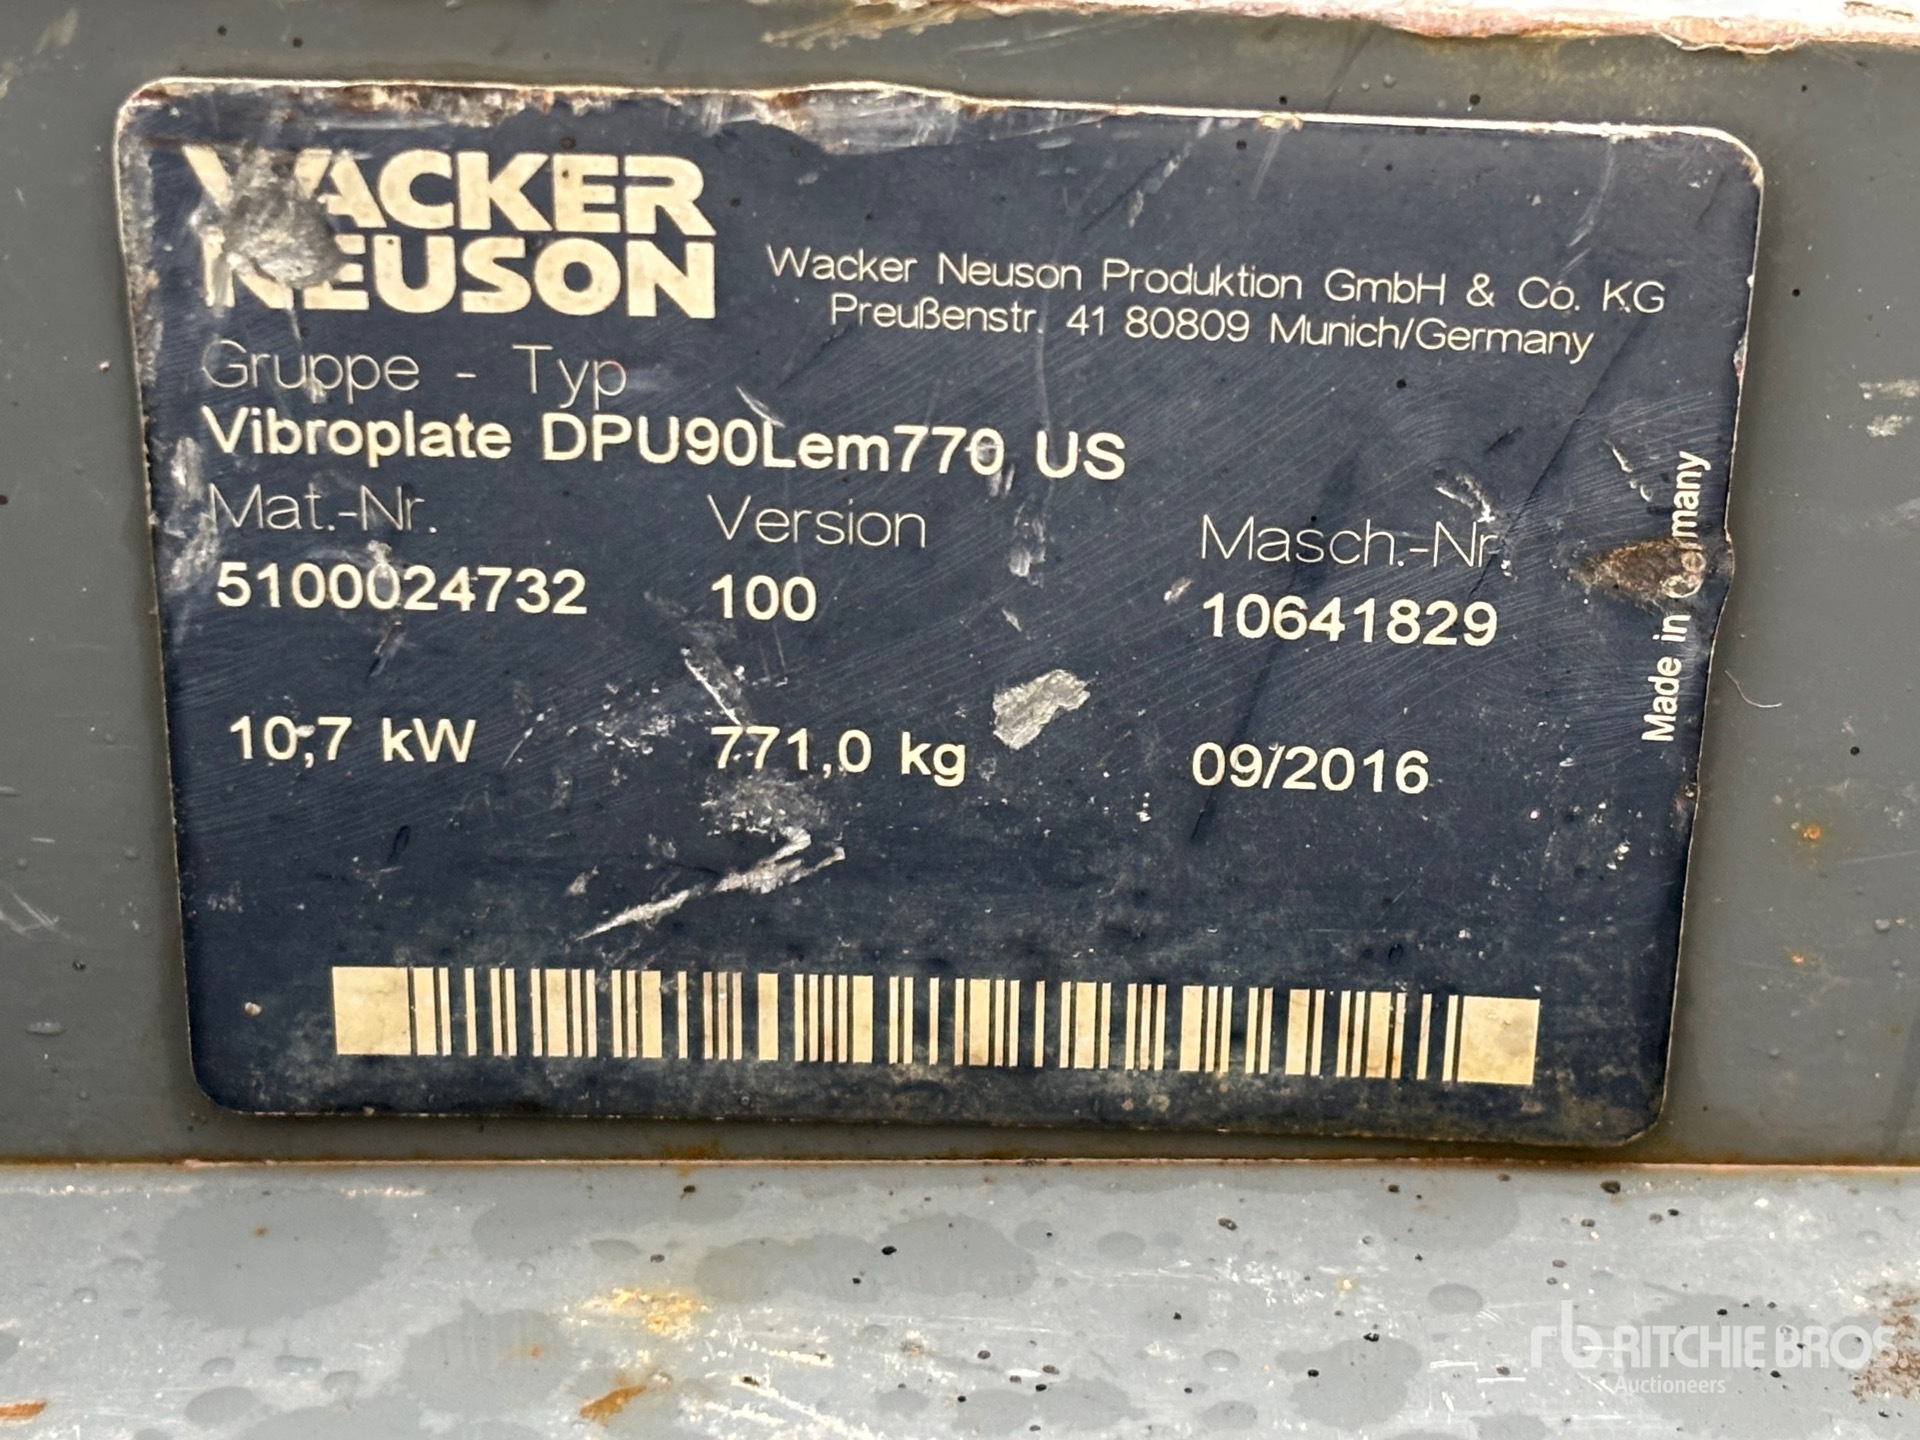 WACKER
NEUSON
Wacker Neuson Produktion GmbH & Co. KG
Preußenstr. 41 80809 Munich/Germany
Gruppe - Typ
Vibroplate DPU90Lem770 US
Mat.-Nr. Version Masch.-Nr.
5100024732 100 10641829
10,7 kW 771,0 kg 09/2016
Made in Germany
rb RITCHIE BROS.
Auctioneers